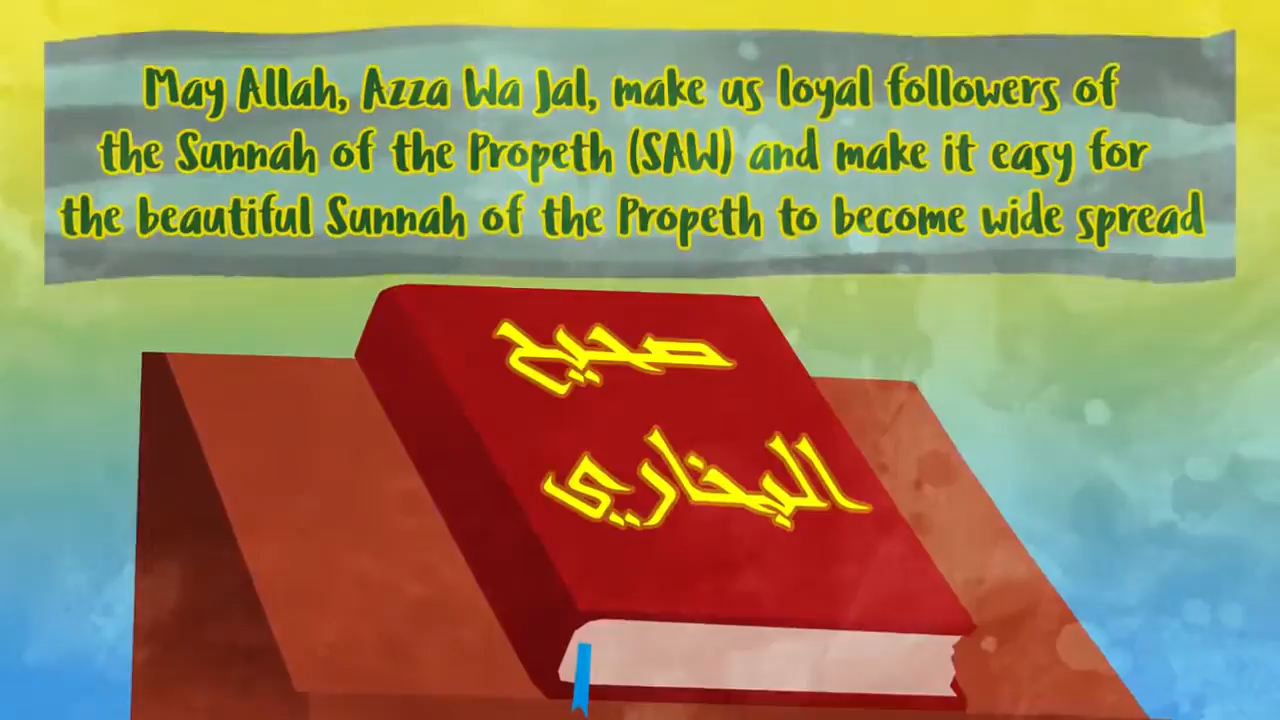 May Allah, Azza Wa Jal, make us loyal followers of
the Sunnah of the Propeth (SAW) and make it easy for
the beautiful Sunnah of the Propeth to become wide spread
صحيح
البخاري